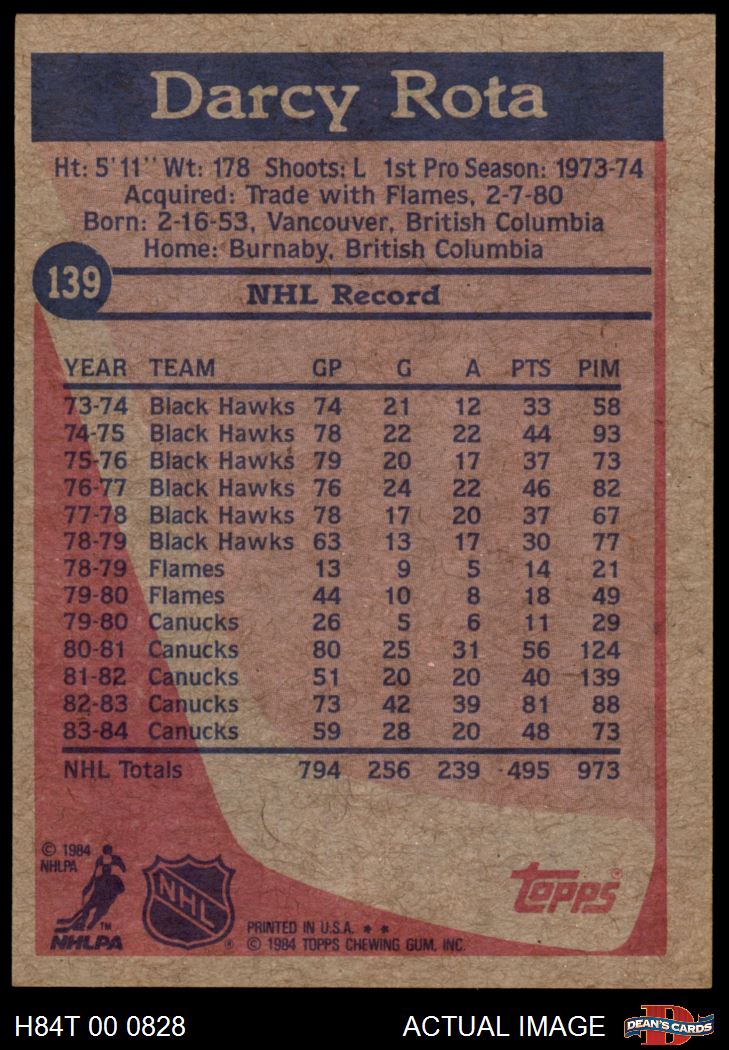 Darcy Rota
Ht: 5'11" Wt: 178 Shoots: L 1st Pro Season: 1973-74
Acquired: Trade with Flames, 2-7-80
Born: 2-16-53, Vancouver, British Columbia
Home: Burnaby, British Columbia
139
NHL Record
YEAR TEAM GP G A PTS PIM
73-74 Black Hawks 74 21 12 33 58
74-75 Black Hawks 78 22 22 44 93
75-76 Black Hawks 79 20 17 37 73
76-77 Black Hawks 76 24 22 46 82
77-78 Black Hawks 78 17 20 37 67
78-79 Black Hawks 63 13 17 30 77
78-79 Flames 13 9 5 14 21
79-80 Flames 44 10 8 18 49
79-80 Canucks 26 5 6 11 29
80-81 Canucks 80 25 31 56 124
81-82 Canucks 51 20 20 40 139
82-83 Canucks 73 42 39 81 88
83-84 Canucks 59 28 20 48 73
NHL Totals 794 256 239 495 973
© 1984
NHLPA
NHL
TM
NHLPA
topps®
PRINTED IN U.S.A. * *
® © 1984 TOPPS CHEWING GUM, INC.
H84T 00 0828 ACTUAL IMAGE
DEAN'S CARDS